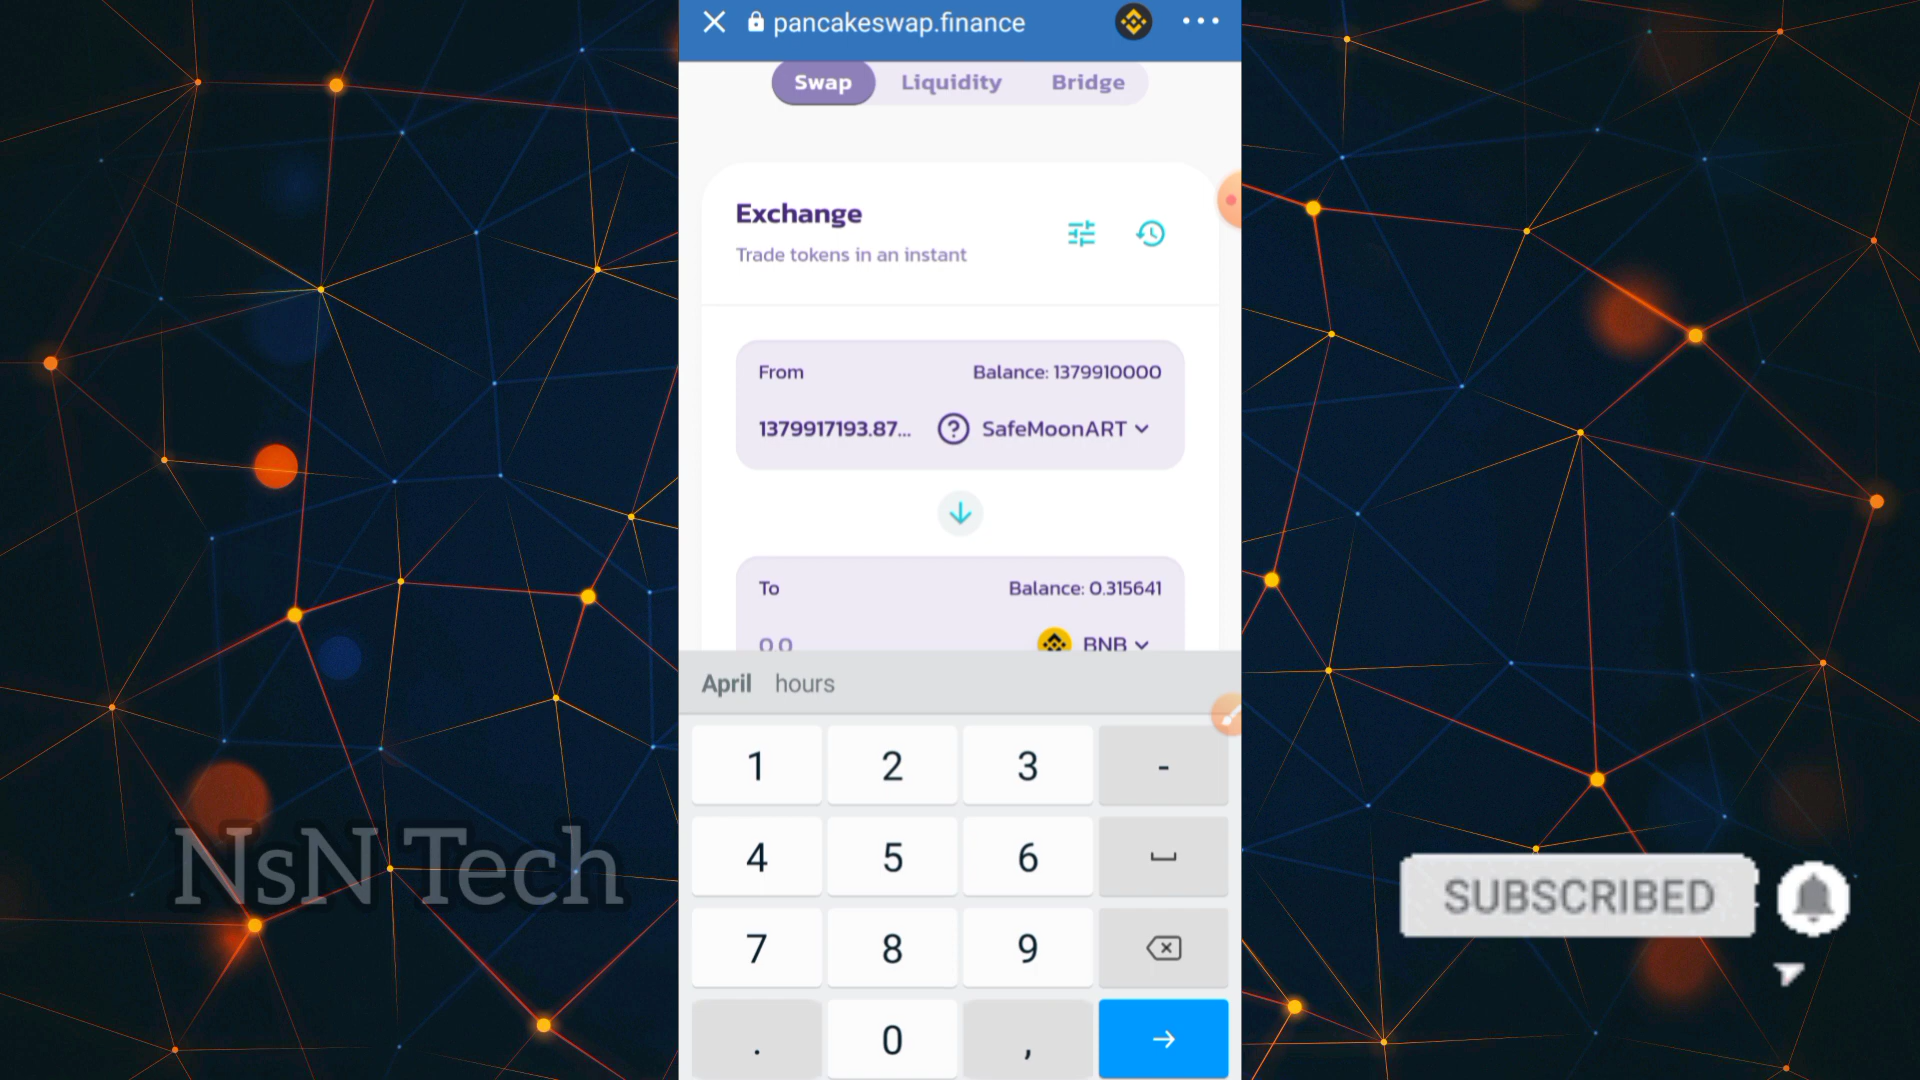 pancakeswap.finance
Swap Liquidity Bridge
Exchange
Trade tokens in an instant
From Balance: 1379910000
1379917193.87... SafeMoonART
To Balance: 0.315641
0.0 BNB
April hours
1 2 3 -
4 5 6
7 8 9
. 0 ,
NsN Tech
SUBSCRIBED